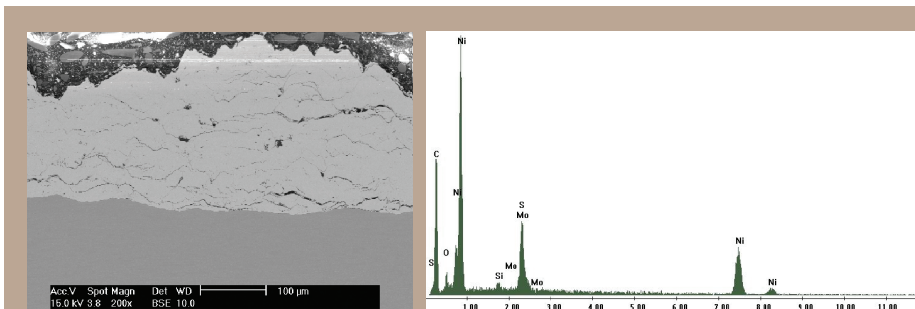 Acc.V Spot Magn Det WD 100 µm
15.0 kV 3.8 200x BSE 10.0
Ni
C
Ni
S
Mo
O
S
Mo
Si
Mo
Ni
Ni
1.00 2.00 3.00 4.00 5.00 6.00 7.00 8.00 9.00 10.00 11.00